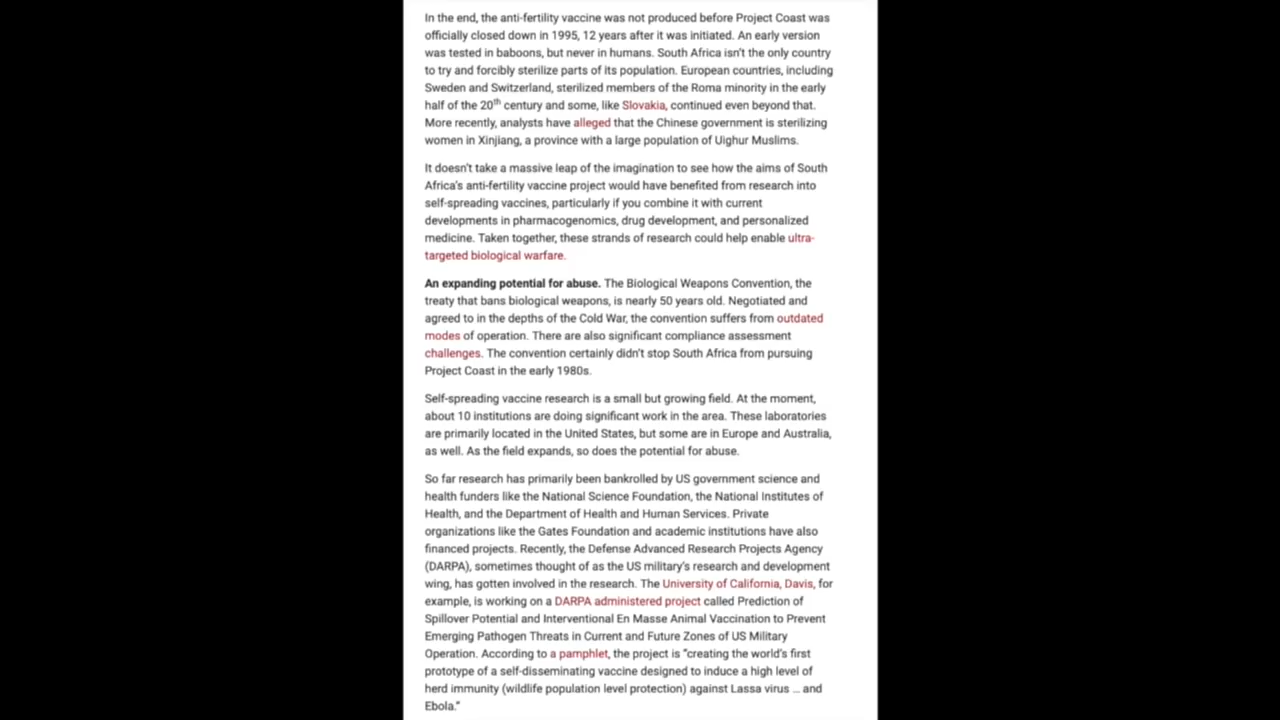 In the end, the anti-fertility vaccine was not produced before Project Coast was
officially closed down in 1995, 12 years after it was initiated. An early version
was tested in baboons, but never in humans. South Africa isn't the only country
to try and forcibly sterilize parts of its population. European countries, including
Sweden and Switzerland, sterilized members of the Roma minority in the early
half of the 20th century and some, like Slovakia, continued even beyond that.
More recently, analysts have alleged that the Chinese government is sterilizing
women in Xinjiang, a province with a large population of Uighur Muslims.
It doesn't take a massive leap of the imagination to see how the aims of South
Africa's anti-fertility vaccine project would have benefited from research into
self-spreading vaccines, particularly if you combine it with current
developments in pharmacogenomics, drug development, and personalized
medicine. Taken together, these strands of research could help enable ultra-
targeted biological warfare.
An expanding potential for abuse. The Biological Weapons Convention, the
treaty that bans biological weapons, is nearly 50 years old. Negotiated and
agreed to in the depths of the Cold War, the convention suffers from outdated
modes of operation. There are also significant compliance assessment
challenges. The convention certainly didn't stop South Africa from pursuing
Project Coast in the early 1980s.
Self-spreading vaccine research is a small but growing field. At the moment,
about 10 institutions are doing significant work in the area. These laboratories
are primarily located in the United States, but some are in Europe and Australia,
as well. As the field expands, so does the potential for abuse.
So far research has primarily been bankrolled by US government science and
health funders like the National Science Foundation, the National Institutes of
Health, and the Department of Health and Human Services. Private
organizations like the Gates Foundation and academic institutions have also
financed projects. Recently, the Defense Advanced Research Projects Agency
(DARPA), sometimes thought of as the US military's research and development
wing, has gotten involved in the research. The University of California, Davis, for
example, is working on a DARPA administered project called Prediction of
Spillover Potential and Interventional En Masse Animal Vaccination to Prevent
Emerging Pathogen Threats in Current and Future Zones of US Military
Operation. According to a pamphlet, the project is "creating the world's first
prototype of a self-disseminating vaccine designed to induce a high level of
herd immunity (wildlife population level protection) against Lassa virus … and
Ebola."